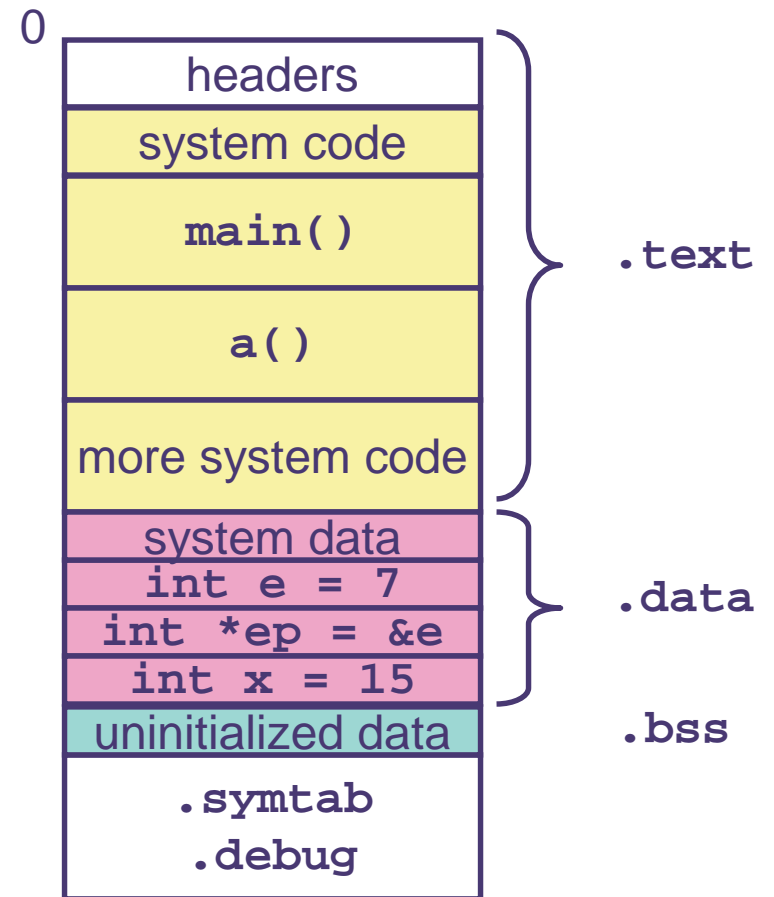 0
headers
system code
main()
a()
more system code
.text
system data
int e = 7
int *ep = &e
int x = 15
.data
uninitialized data
.bss
.symtab
.debug